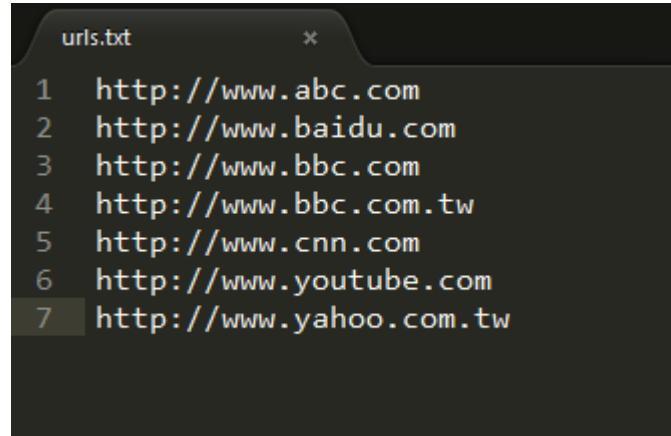 urls.txt ×
1 http://www.abc.com
2 http://www.baidu.com
3 http://www.bbc.com
4 http://www.bbc.com.tw
5 http://www.cnn.com
6 http://www.youtube.com
7 http://www.yahoo.com.tw